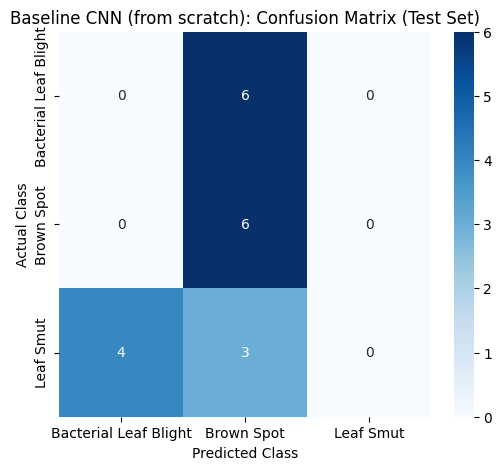 Baseline CNN (from scratch): Confusion Matrix (Test Set)
Actual Class
Bacterial Leaf Blight
0 6 0
Brown Spot
0 6 0
Leaf Smut
4 3 0
Bacterial Leaf Blight Brown Spot Leaf Smut
Predicted Class
6
5
4
3
2
1
0